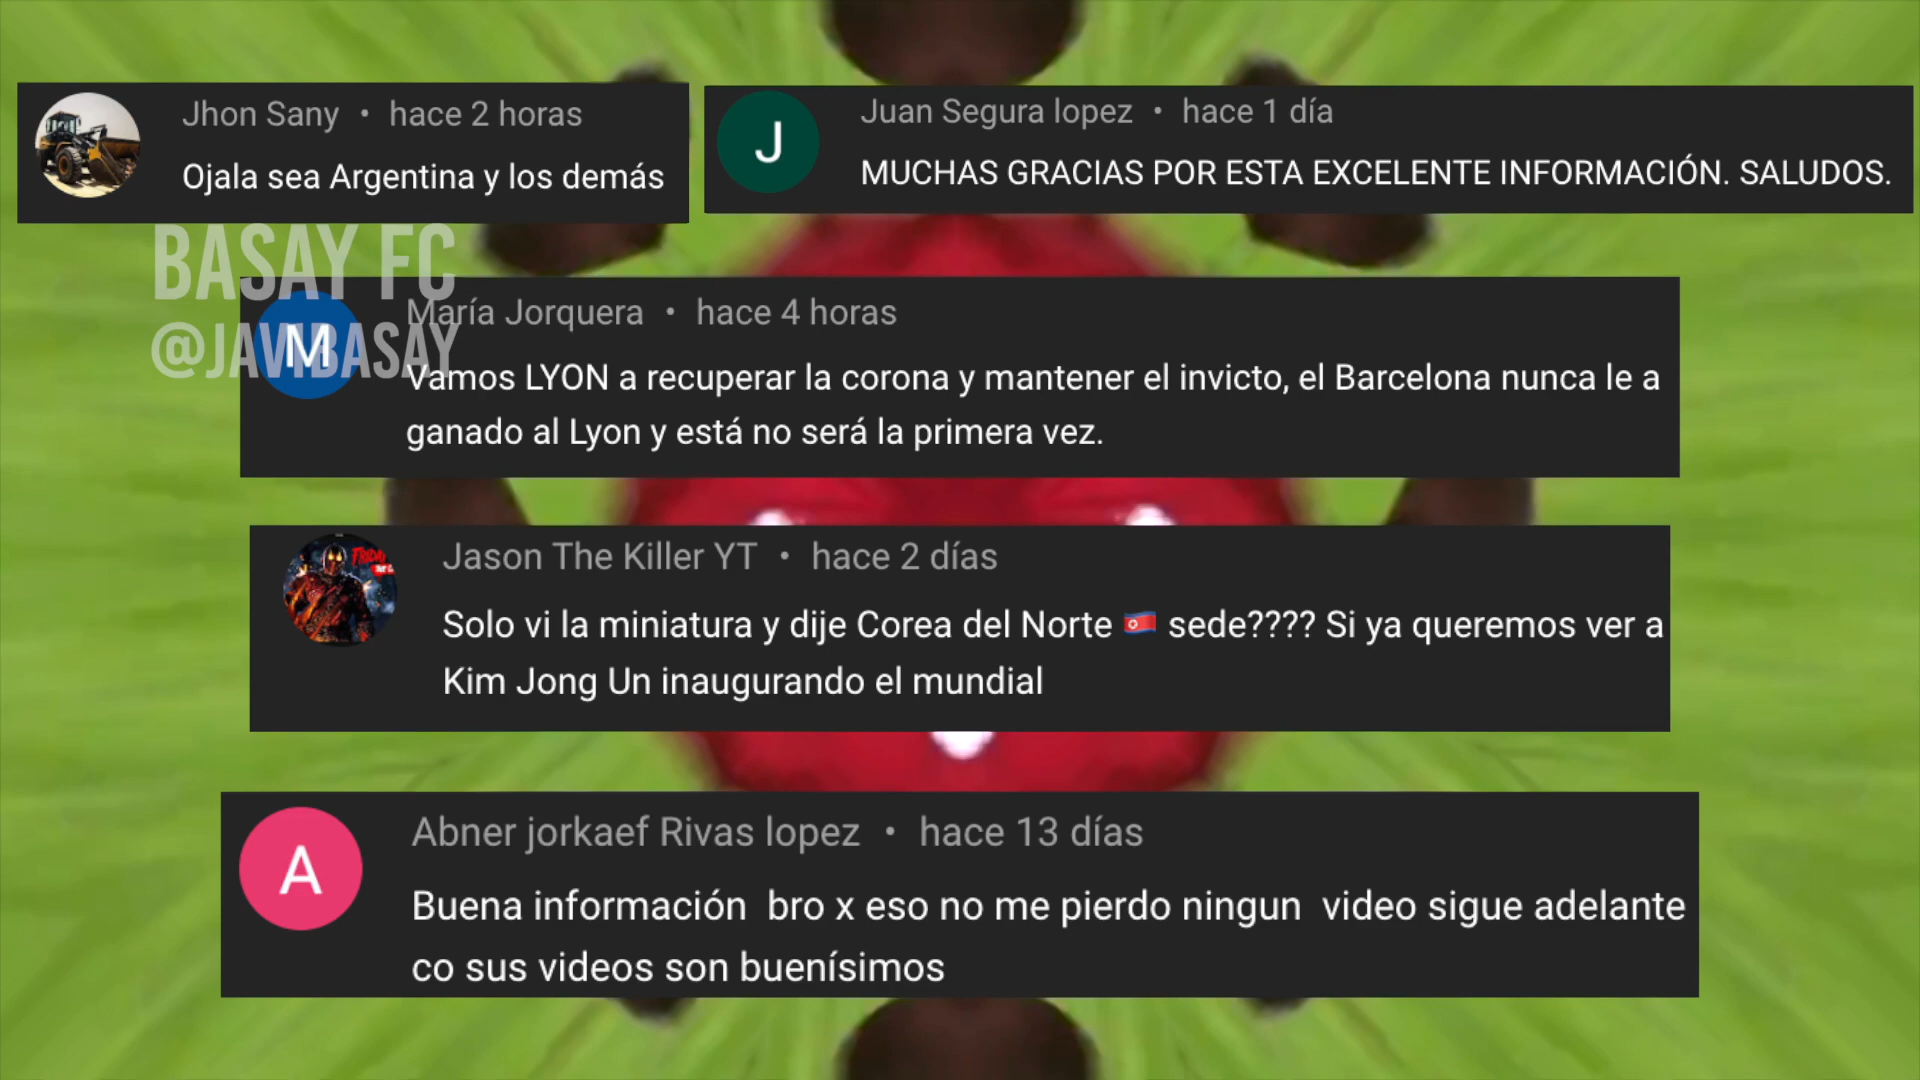 Jhon Sany • hace 2 horas
Ojala sea Argentina y los demás
Juan Segura lopez • hace 1 día
J
MUCHAS GRACIAS POR ESTA EXCELENTE INFORMACIÓN. SALUDOS.
BASAY FC
@JAVIBASAY
María Jorquera • hace 4 horas
M
Vamos LYON a recuperar la corona y mantener el invicto, el Barcelona nunca le a
ganado al Lyon y está no será la primera vez.
Jason The Killer YT • hace 2 días
Solo vi la miniatura y dije Corea del Norte 🇰🇵 sede???? Si ya queremos ver a
Kim Jong Un inaugurando el mundial
Abner jorkaef Rivas lopez • hace 13 días
A
Buena información  bro x eso no me pierdo ningun  video sigue adelante
co sus videos son buenísimos